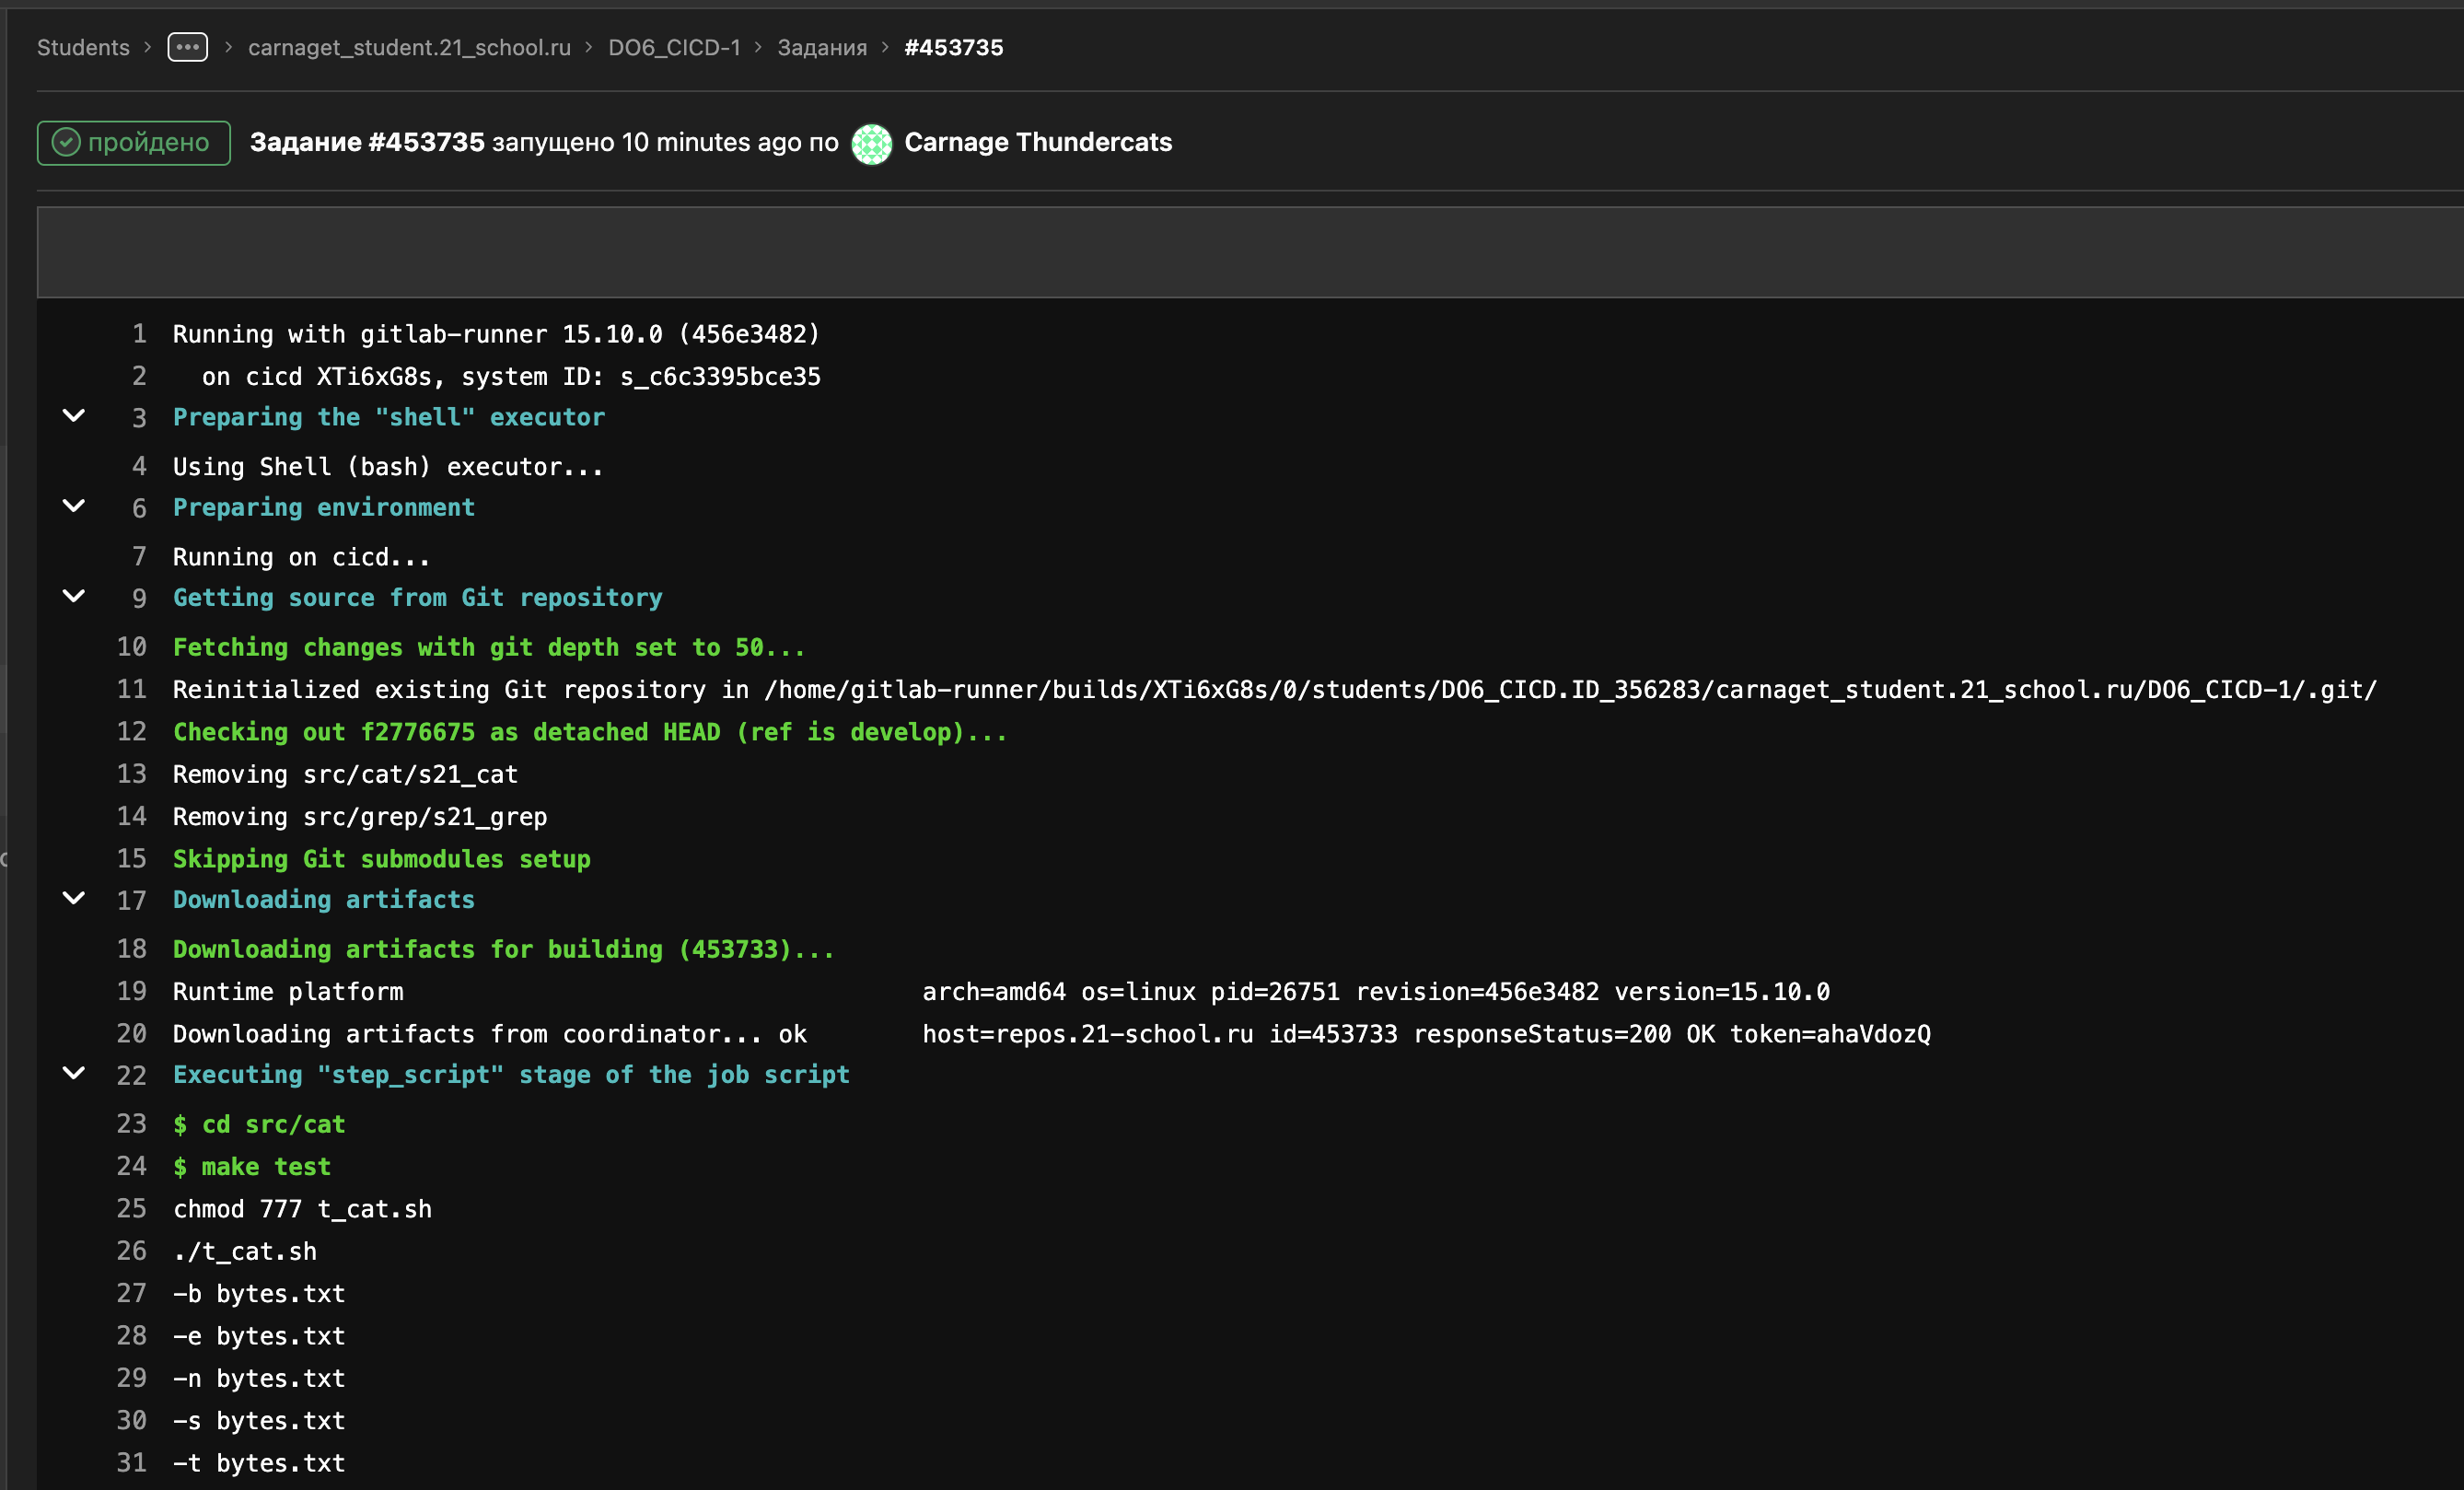 Students > ... > carnaget_student.21_school.ru > DO6_CICD-1 > Задания > #453735
пройдено Задание #453735 запущено 10 minutes ago по Carnage Thundercats
1 Running with gitlab-runner 15.10.0 (456e3482)
2 on cicd XTi6xG8s, system ID: s_c6c3395bce35
3 Preparing the "shell" executor
4 Using Shell (bash) executor...
6 Preparing environment
7 Running on cicd...
9 Getting source from Git repository
10 Fetching changes with git depth set to 50...
11 Reinitialized existing Git repository in /home/gitlab-runner/builds/XTi6xG8s/0/students/DO6_CICD.ID_356283/carnaget_student.21_school.ru/DO6_CICD-1/.git/
12 Checking out f2776675 as detached HEAD (ref is develop)...
13 Removing src/cat/s21_cat
14 Removing src/grep/s21_grep
15 Skipping Git submodules setup
17 Downloading artifacts
18 Downloading artifacts for building (453733)...
19 Runtime platform arch=amd64 os=linux pid=26751 revision=456e3482 version=15.10.0
20 Downloading artifacts from coordinator... ok host=repos.21-school.ru id=453733 responseStatus=200 OK token=ahaVdozQ
22 Executing "step_script" stage of the job script
23 $ cd src/cat
24 $ make test
25 chmod 777 t_cat.sh
26 ./t_cat.sh
27 -b bytes.txt
28 -e bytes.txt
29 -n bytes.txt
30 -s bytes.txt
31 -t bytes.txt